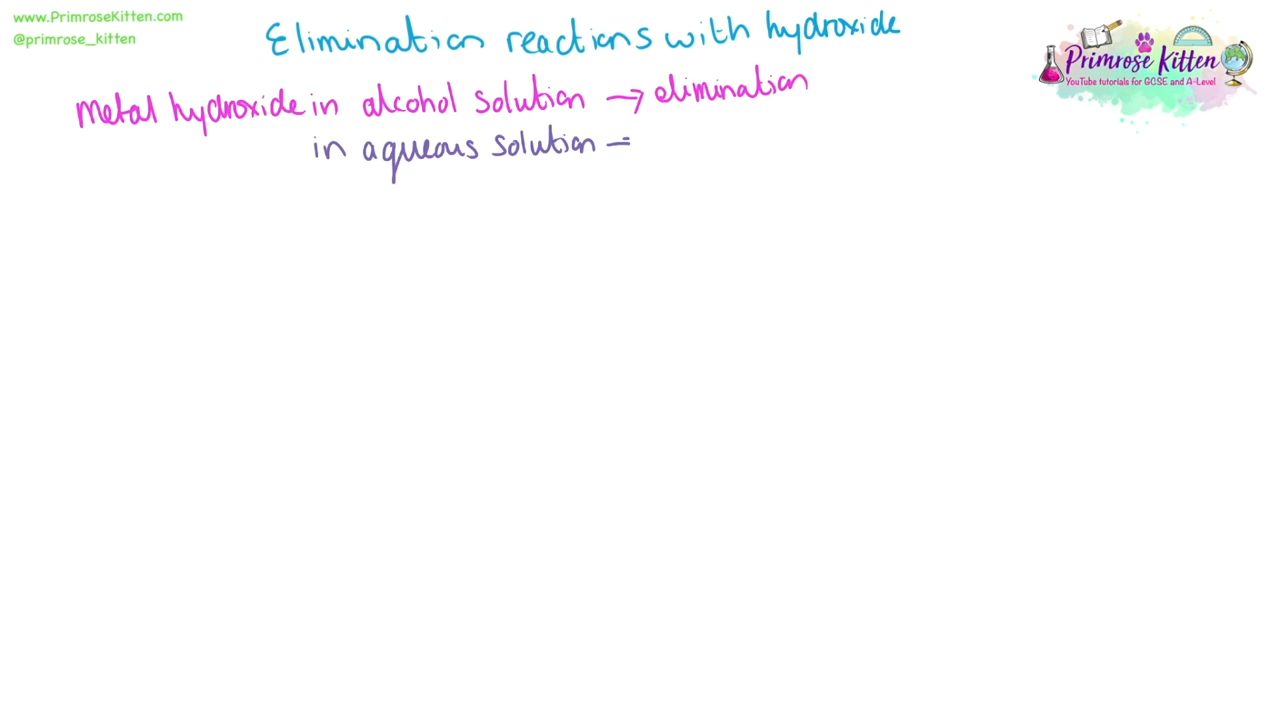 www.PrimroseKitten.com
@primrose_kitten
Elimination reactions with hydroxide
Primrose Kitten
YouTube tutorials for GCSE and A-Level
Metal hydroxide in alcohol solution → elimination
in aqueous solution =